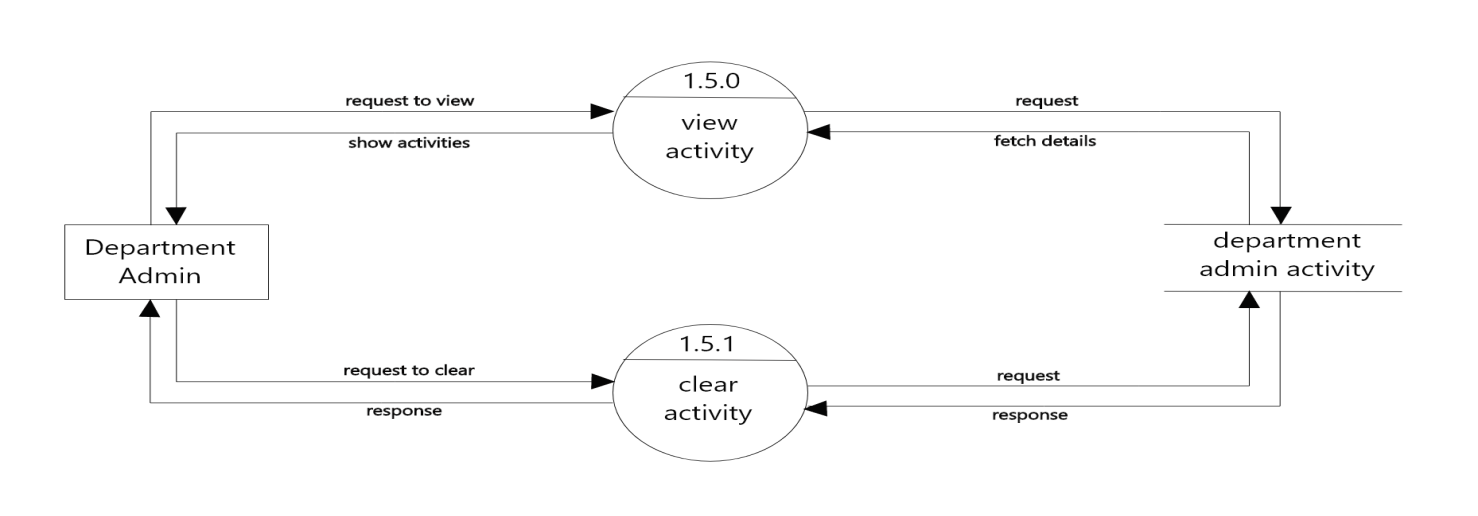 1.5.0
request to view
request
view
activity
show activities
fetch details
Department
Admin
department
admin activity
1.5.1
request to clear
request
clear
activity
response
response